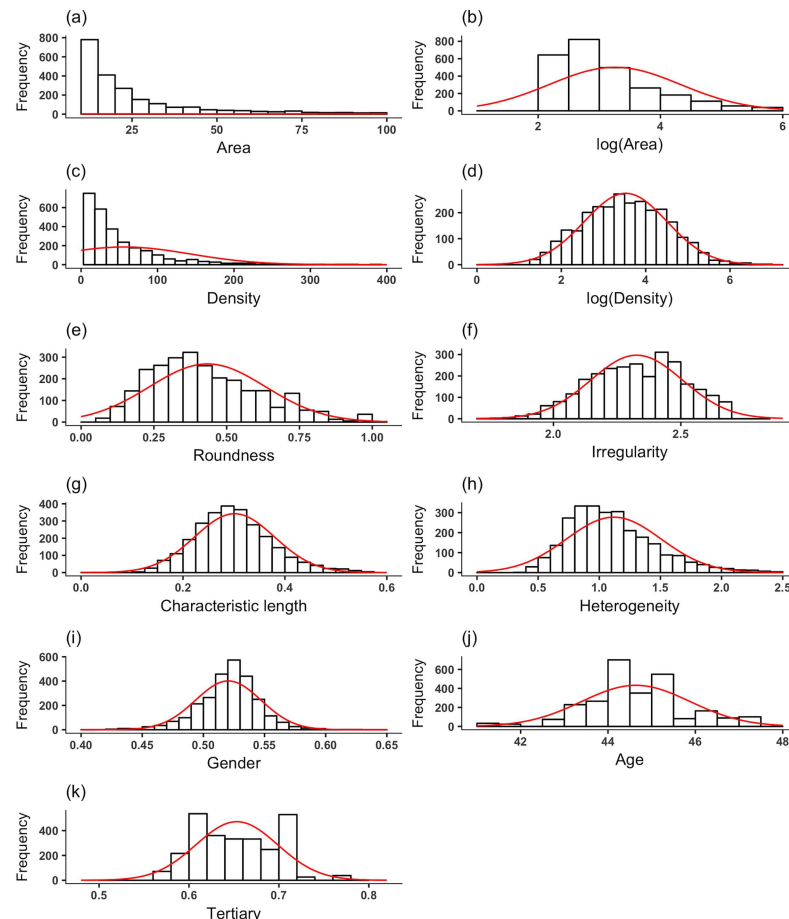 (a)
Frequency
800
600
400
200
0
25
50
75
100
Area
(b)
Frequency
800
600
400
200
0
2
4
6
log(Area)
(c)
Frequency
600
400
200
0
0
100
200
300
400
Density
(d)
Frequency
200
100
0
0
2
4
6
log(Density)
(e)
Frequency
300
200
100
0
0.00
0.25
0.50
0.75
1.00
Roundness
(f)
Frequency
300
200
100
0
2.0
2.5
Irregularity
(g)
Frequency
400
300
200
100
0
0.0
0.2
0.4
0.6
Characteristic length
(h)
Frequency
300
200
100
0
0.0
0.5
1.0
1.5
2.0
2.5
Heterogeneity
(i)
Frequency
600
400
200
0
0.40
0.45
0.50
0.55
0.60
0.65
Gender
(j)
Frequency
600
400
200
0
42
44
46
48
Age
(k)
Frequency
400
200
0
0.5
0.6
0.7
0.8
Tertiary